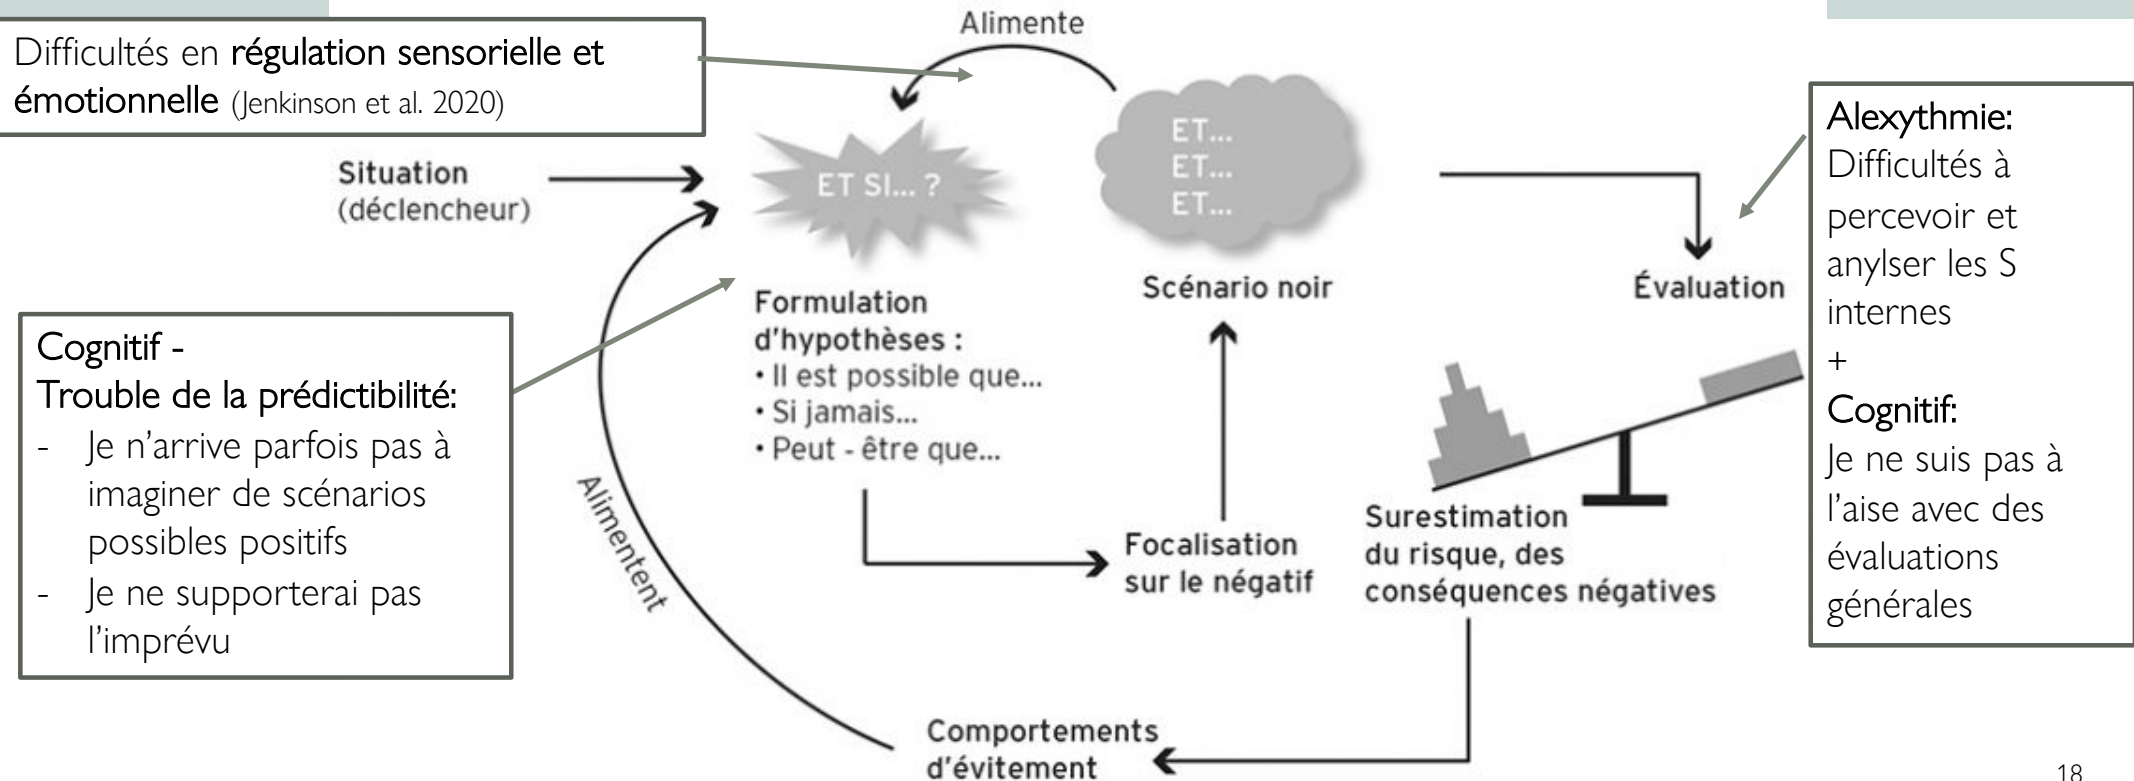 Difficultés en régulation sensorielle et
émotionnelle (Jenkinson et al. 2020)
Alimente
Situation
(déclencheur)
ET SI... ?
ET...
ET...
ET...
Formulation
d'hypothèses :
• Il est possible que...
• Si jamais...
• Peut - être que...
Scénario noir
Évaluation
Focalisation
sur le négatif
Surestimation
du risque, des
conséquences négatives
Alimentent
Comportements
d'évitement
Cognitif -
Trouble de la prédictibilité:
- Je n'arrive parfois pas à
imaginer de scénarios
possibles positifs
- Je ne supporterai pas
l'imprévu
Alexythmie:
Difficultés à
percevoir et
anylser les S
internes
+
Cognitif:
Je ne suis pas à
l'aise avec des
évaluations
générales
18